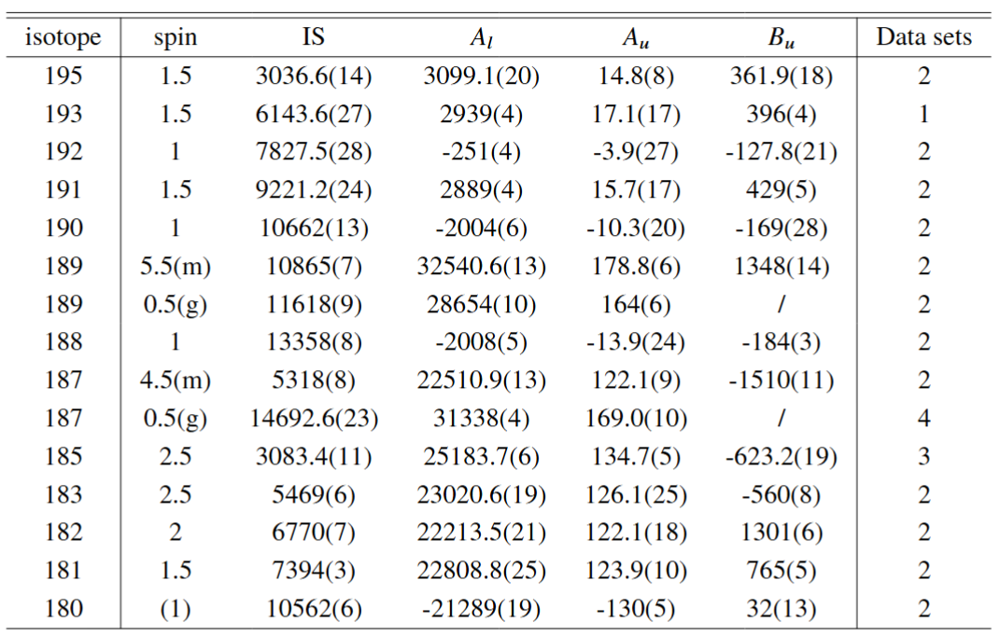 isotope spin IS A_l A_u B_u Data sets
195 1.5 3036.6(14) 3099.1(20) 14.8(8) 361.9(18) 2
193 1.5 6143.6(27) 2939(4) 17.1(17) 396(4) 1
192 1 7827.5(28) -251(4) -3.9(27) -127.8(21) 2
191 1.5 9221.2(24) 2889(4) 15.7(17) 429(5) 2
190 1 10662(13) -2004(6) -10.3(20) -169(28) 2
189 5.5(m) 10865(7) 32540.6(13) 178.8(6) 1348(14) 2
189 0.5(g) 11618(9) 28654(10) 164(6) / 2
188 1 13358(8) -2008(5) -13.9(24) -184(3) 2
187 4.5(m) 5318(8) 22510.9(13) 122.1(9) -1510(11) 2
187 0.5(g) 14692.6(23) 31338(4) 169.0(10) / 4
185 2.5 3083.4(11) 25183.7(6) 134.7(5) -623.2(19) 3
183 2.5 5469(6) 23020.6(19) 126.1(25) -560(8) 2
182 2 6770(7) 22213.5(21) 122.1(18) 1301(6) 2
181 1.5 7394(3) 22808.8(25) 123.9(10) 765(5) 2
180 (1) 10562(6) -21289(19) -130(5) 32(13) 2